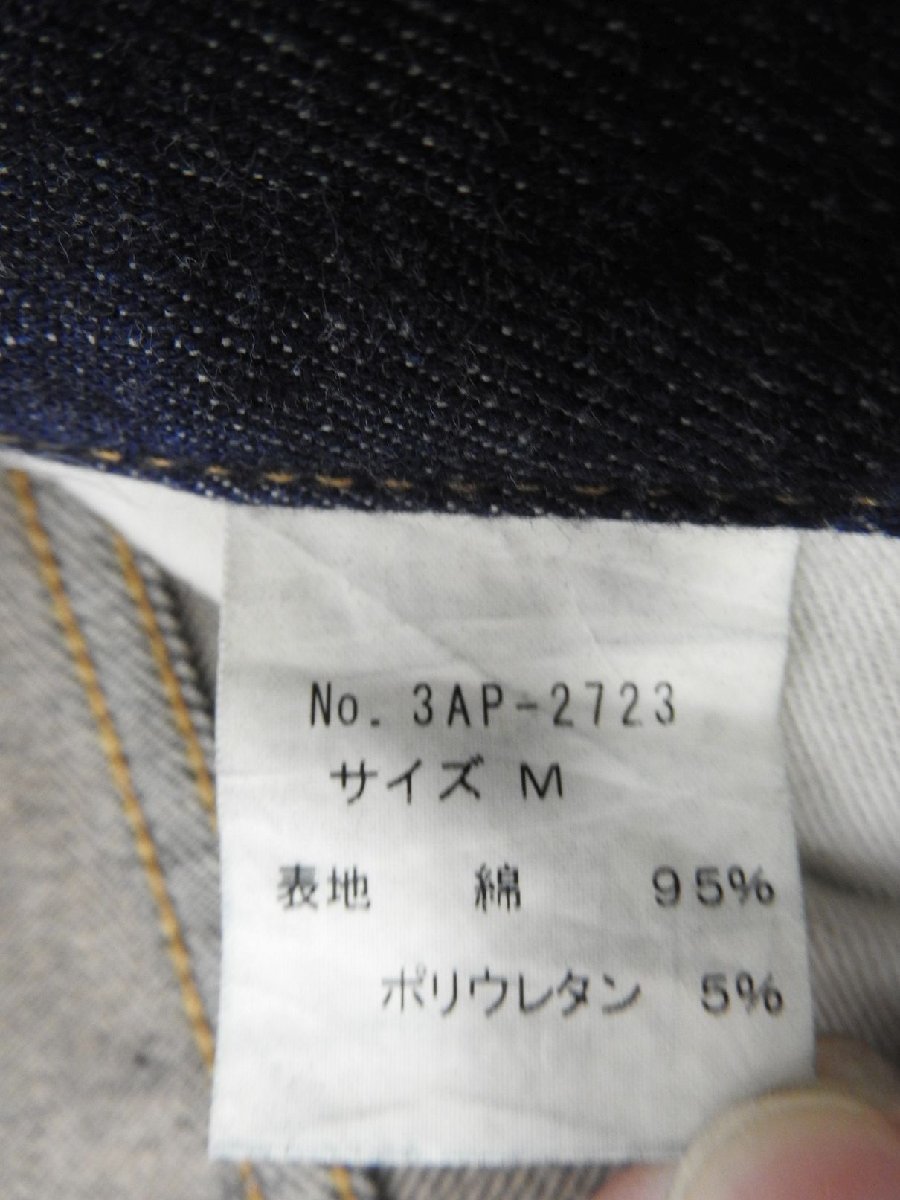 No. 3AP-2723
サイズ M
表地 綿 95%
ポリウレタン 5%